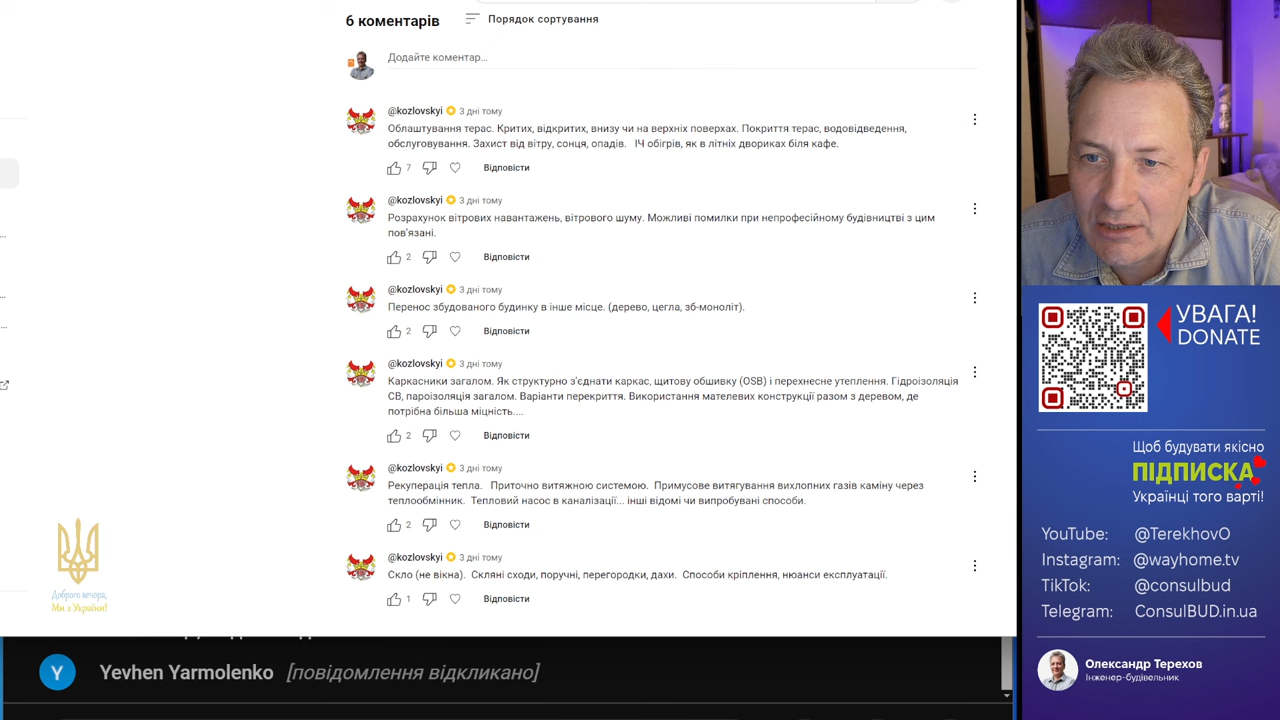 6 коментарів
Порядок сортування
Додайте коментар...
@kozlovskyi 3 дні тому
Облаштування терас. Критих, відкритих, внизу чи на верхніх поверхах. Покриття терас, водовідведення,
обслуговування. Захист від вітру, сонця, опадів. ІЧ обігрів, як в літніх двориках біля кафе.
7 Відповісти
@kozlovskyi 3 дні тому
Розрахунок вітрових навантажень, вітрового шуму. Можливі помилки при непрофесійному будівництві з цим
пов'язані.
2 Відповісти
@kozlovskyi 3 дні тому
Перенос збудованого будинку в інше місце. (дерево, цегла, зб-моноліт).
2 Відповісти
@kozlovskyi 3 дні тому
Каркасники загалом. Як структурно з'єднати каркас, щитову обшивку (OSB) і перехнесне утеплення. Гідроізоляція
СВ, пароізоляція загалом. Варіанти перекриття. Використання мателевих конструкції разом з деревом, де
потрібна більша міцність....
2 Відповісти
@kozlovskyi 3 дні тому
Рекуперація тепла. Приточно витяжною системою. Примусове витягування вихлопних газів каміну через
теплообмінник. Тепловий насос в каналізації... інші відомі чи випробувані способи.
2 Відповісти
@kozlovskyi 3 дні тому
Скло (не вікна). Скляні сходи, поручні, перегородки, дахи. Способи кріплення, нюанси експлуатації.
1 Відповісти
Доброго вечора,
Ми з України!
Y Yevhen Yarmolenko [повідомлення відкликано]
УВАГА!
DONATE
Щоб будувати якісно
ПІДПИСКА
Українці того варті!
YouTube: @TerekhovO
Instagram: @wayhome.tv
TikTok: @consulbud
Telegram: ConsulBUD.in.ua
Олександр Терехов
Інженер-будівельник